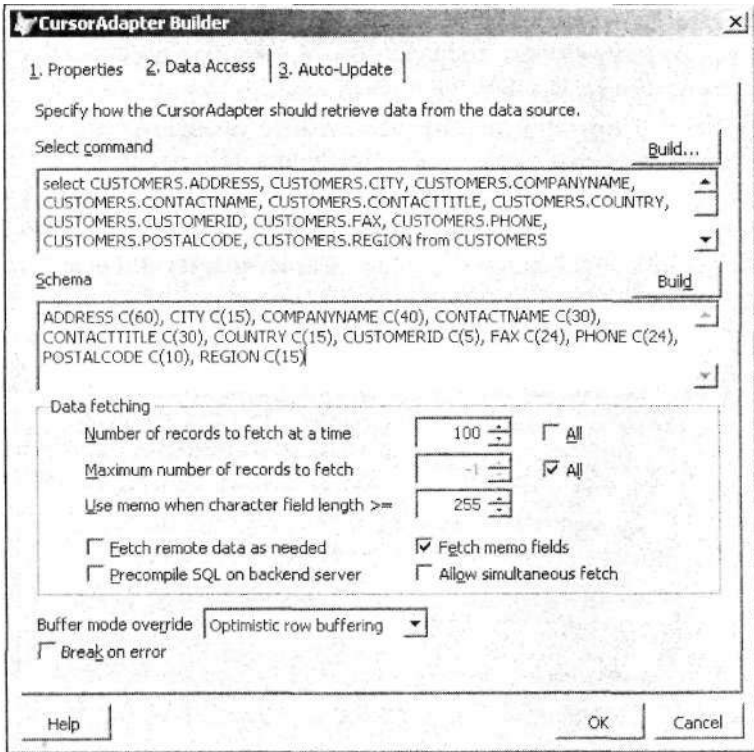 CursorAdapter Builder
1. Properties 2. Data Access 3. Auto-Update
Specify how the CursorAdapter should retrieve data from the data source.
Select command Build...
select CUSTOMERS.ADDRESS, CUSTOMERS.CITY, CUSTOMERS.COMPANYNAME,
CUSTOMERS.CONTACTNAME, CUSTOMERS.CONTACTTITLE, CUSTOMERS.COUNTRY,
CUSTOMERS.CUSTOMERID, CUSTOMERS.FAX, CUSTOMERS.PHONE,
CUSTOMERS.POSTALCODE, CUSTOMERS.REGION from CUSTOMERS
Schema Build
ADDRESS C(60), CITY C(15), COMPANYNAME C(40), CONTACTNAME C(30),
CONTACTTITLE C(30), COUNTRY C(15), CUSTOMERID C(5), FAX C(24), PHONE C(24),
POSTALCODE C(10), REGION C(15)
Data fetching
Number of records to fetch at a time 100 All
Maximum number of records to fetch -1 All
Use memo when character field length >= 255
Fetch remote data as needed Fetch memo fields
Precompile SQL on backend server Allow simultaneous fetch
Buffer mode override Optimistic row buffering
Break on error
Help OK Cancel